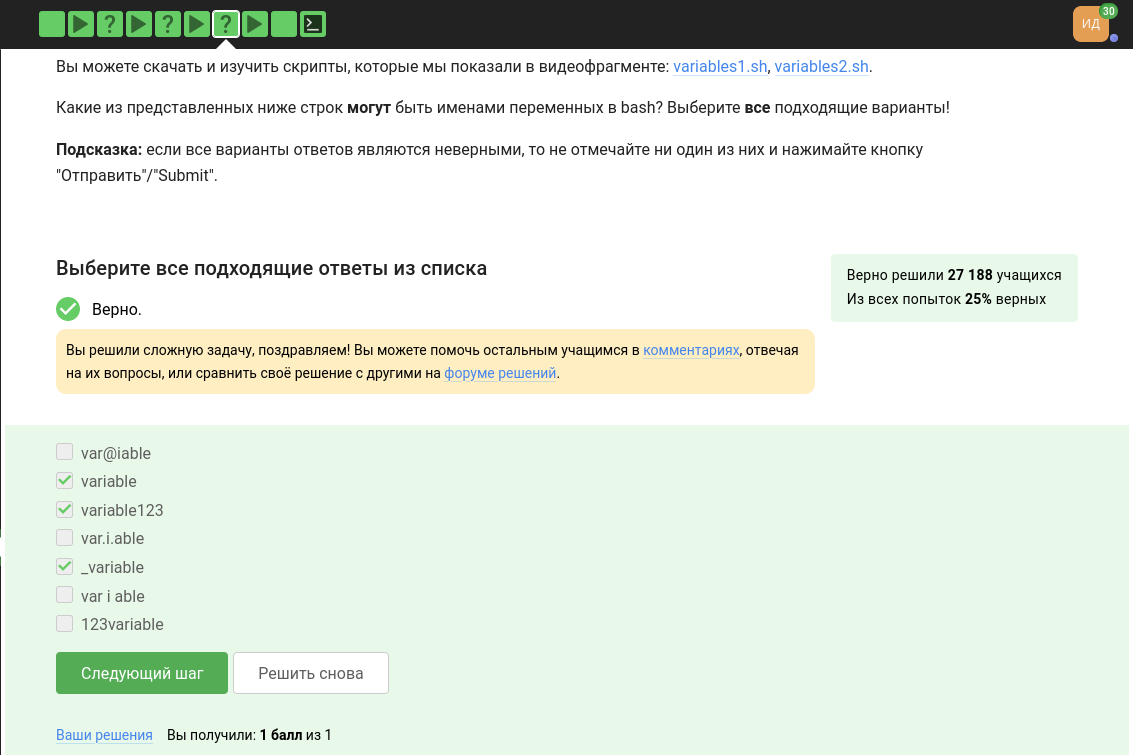 ? ? ?
ИД 30
Вы можете скачать и изучить скрипты, которые мы показали в видеофрагменте: variables1.sh, variables2.sh.
Какие из представленных ниже строк могут быть именами переменных в bash? Выберите все подходящие варианты!
Подсказка: если все варианты ответов являются неверными, то не отмечайте ни один из них и нажимайте кнопку
"Отправить"/"Submit".
Выберите все подходящие ответы из списка
Верно решили 27 188 учащихся
Из всех попыток 25% верных
Верно.
Вы решили сложную задачу, поздравляем! Вы можете помочь остальным учащимся в комментариях, отвечая
на их вопросы, или сравнить своё решение с другими на форуме решений.
var@iable
variable
variable123
var.i.able
_variable
var i able
123variable
Следующий шаг
Решить снова
Ваши решения Вы получили: 1 балл из 1